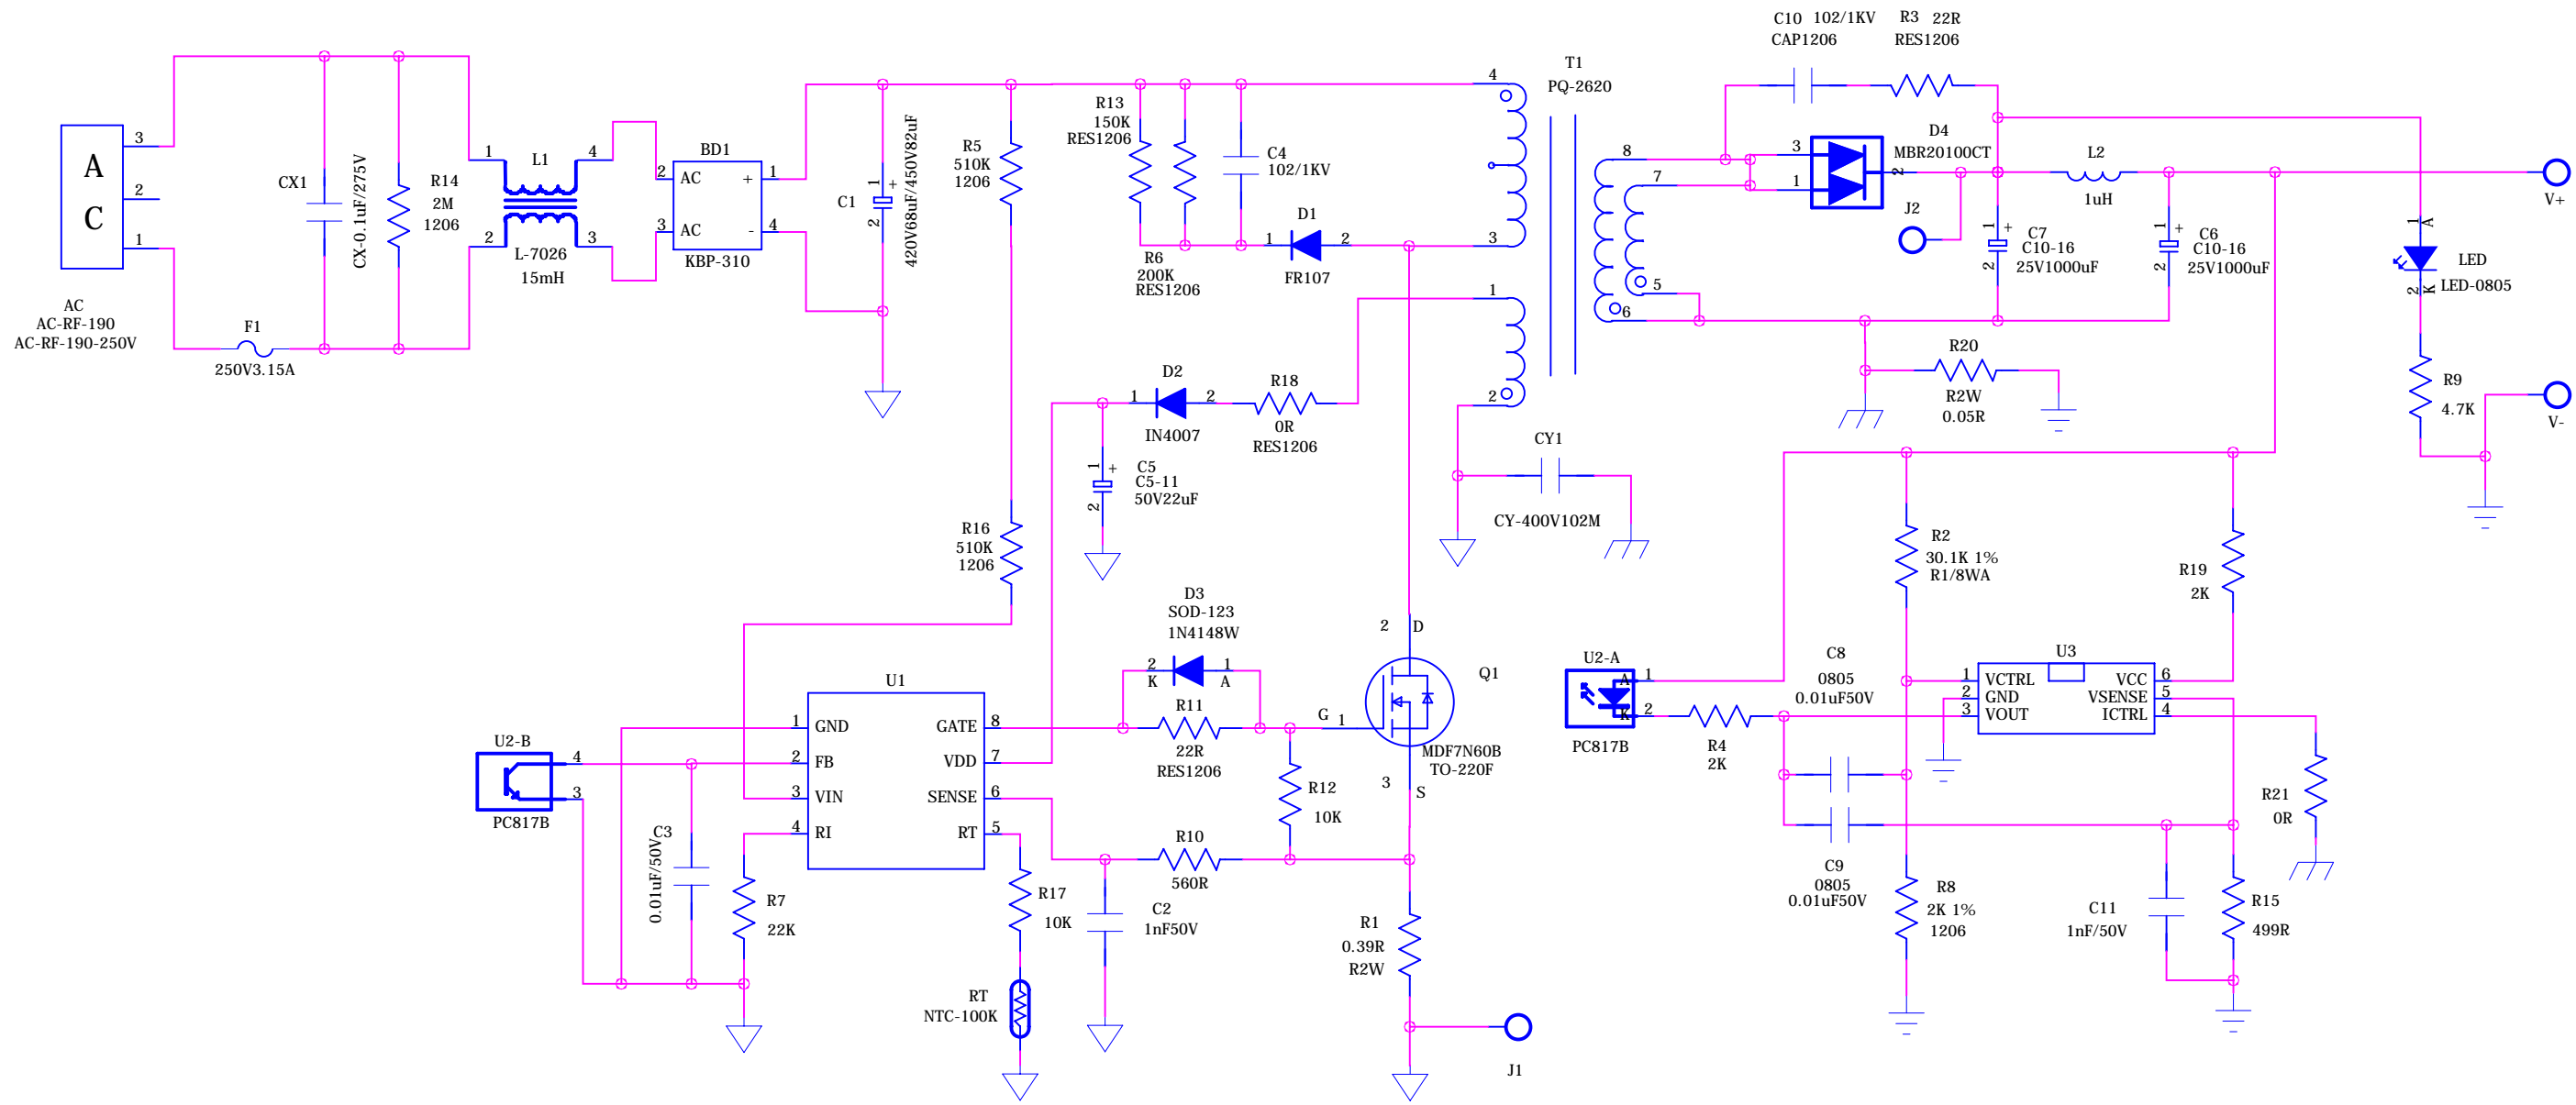 C10 102/1KV
CAP1206
R3 22R
RES1206
T1
PQ-2620
A
C
3
2
1
AC
AC-RF-190
AC-RF-190-250V
F1
250V3.15A
CX1
CX-0.1uF/275V
R14
2M
1206
1
2
4
3
L1
L-7026
15mH
BD1
2
3
AC
AC
+
-
1
4
KBP-310
C1
1
+
2
420V68uF/450V82uF
R5
510K
1206
R13
150K
RES1206
R6
200K
RES1206
C4
102/1KV
D1
1
2
FR107
4
3
1
2
8
7
5
6
D4
MBR20100CT
3
1
2
J2
L2
1uH
1
+
2
C7
C10-16
25V1000uF
1
+
2
C6
C10-16
25V1000uF
V+
1
A
2
K
LED
LED-0805
R9
4.7K
V-
R20
R2W
0.05R
D2
1
2
IN4007
R18
0R
RES1206
1
+
2
C5
C5-11
50V22uF
CY1
CY-400V102M
R16
510K
1206
D3
SOD-123
1N4148W
2
K
1
A
R11
22R
RES1206
2
D
Q1
G
1
MDF7N60B
TO-220F
3
S
R12
10K
R10
560R
C2
1nF50V
R1
0.39R
R2W
J1
U1
1
GND
2
FB
3
VIN
4
RI
GATE
8
VDD
7
SENSE
6
RT
5
U2-B
4
3
PC817B
C3
0.01uF/50V
R7
22K
R17
10K
RT
NTC-100K
U2-A
A
1
K
2
PC817B
R4
2K
C8
0805
0.01uF50V
C9
0805
0.01uF50V
R2
30.1K 1%
R1/8WA
R19
2K
U3
1
VCTRL
2
GND
3
VOUT
VCC
6
VSENSE
5
ICTRL
4
R21
0R
R8
2K 1%
1206
C11
1nF/50V
R15
499R